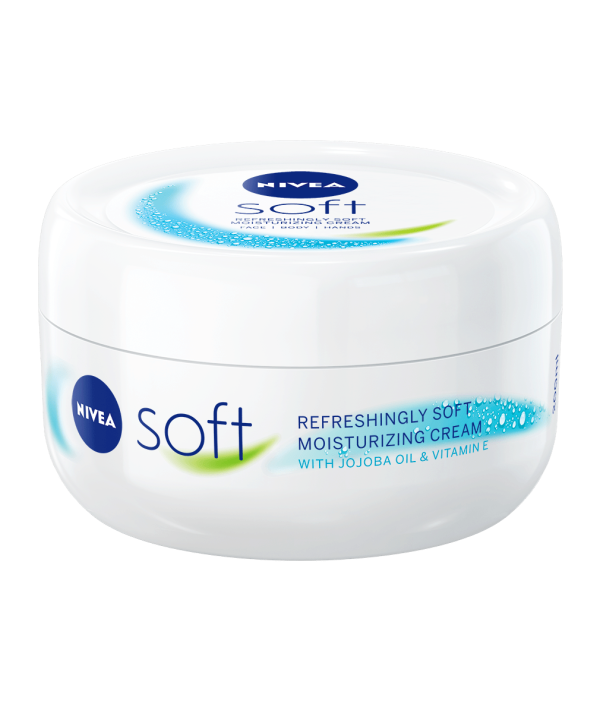 NIVEA
soft
REFRESHINGLY SOFT
MOISTURIZING CREAM
FACE | BODY | HANDS
NIVEA
soft
REFRESHINGLY SOFT
MOISTURIZING CREAM
WITH JOJOBA OIL & VITAMIN E
200ml